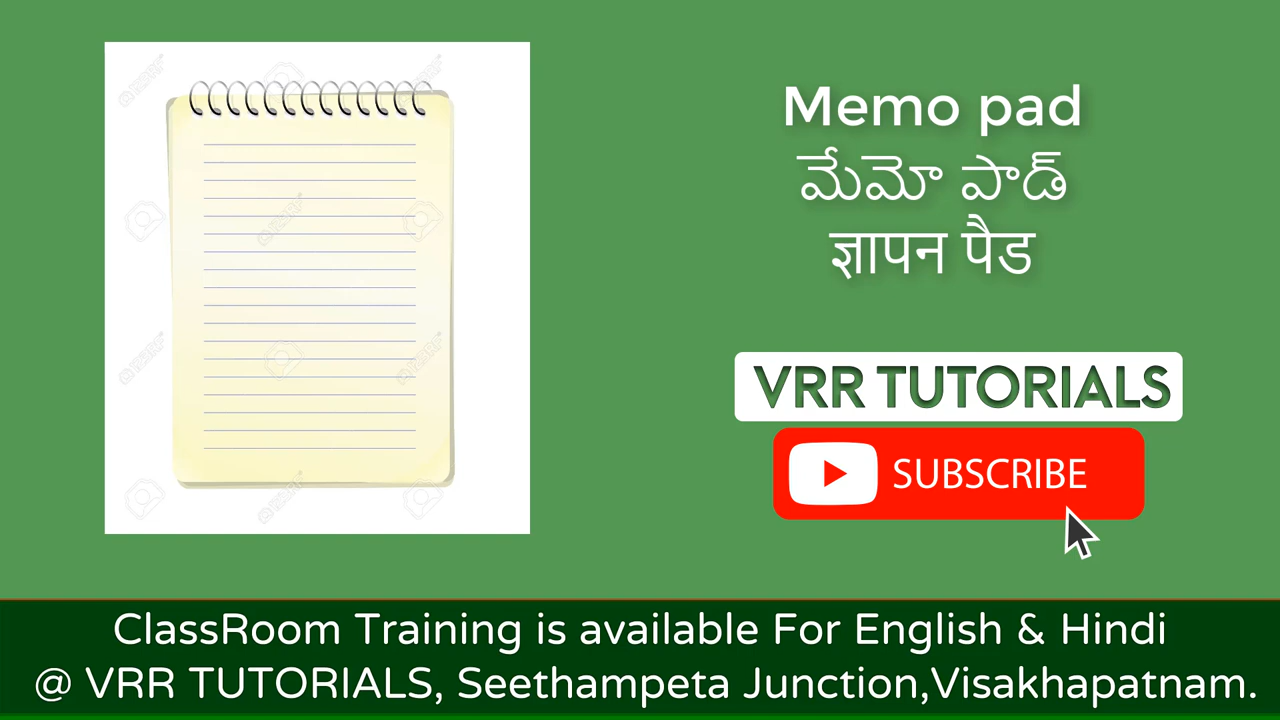 Memo pad
మేమో పాడ్
ज्ञापन पैड
VRR TUTORIALS
SUBSCRIBE
ClassRoom Training is available For English & Hindi
@ VRR TUTORIALS, Seethampeta Junction,Visakhapatnam.